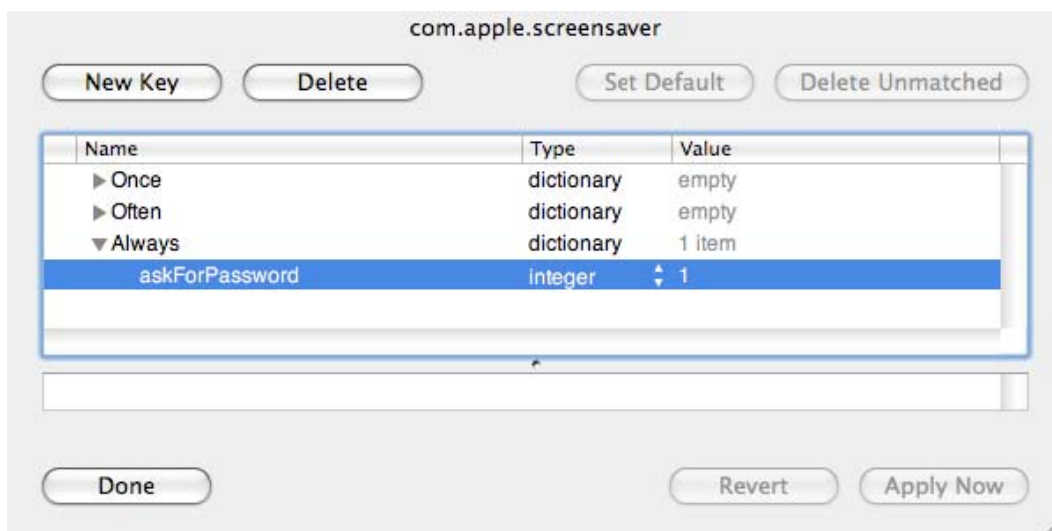 com.apple.screensaver
New Key Delete Set Default Delete Unmatched
Name Type Value
Once dictionary empty
Often dictionary empty
Always dictionary 1 item
askForPassword integer 1
Done Revert Apply Now